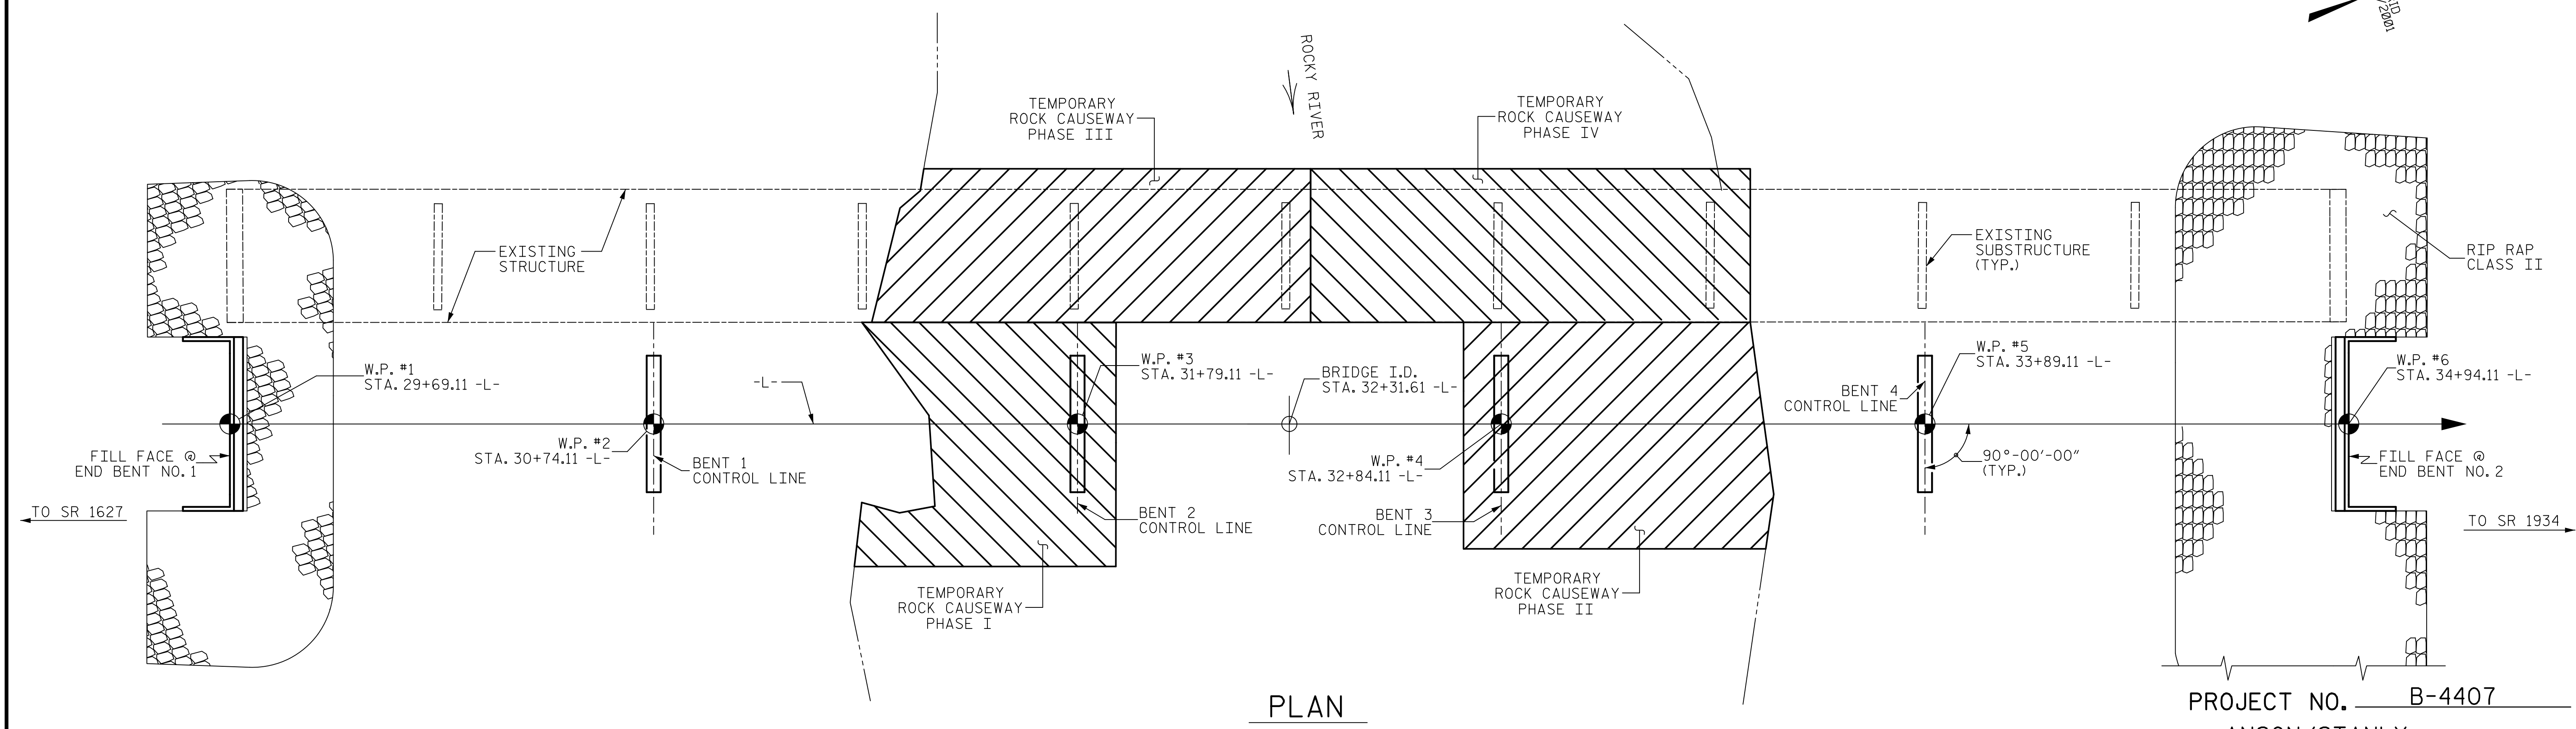 ROCKY RIVER
TEMPORARY
ROCK CAUSEWAY
PHASE III
TEMPORARY
ROCK CAUSEWAY
PHASE IV
EXISTING
STRUCTURE
EXISTING
SUBSTRUCTURE
(TYP.)
RIP RAP
CLASS II
W.P. #1
STA. 29+69.11 -L-
W.P. #2
STA. 30+74.11 -L-
-L-
W.P. #3
STA. 31+79.11 -L-
BRIDGE I.D.
STA. 32+31.61 -L-
W.P. #4
STA. 32+84.11 -L-
W.P. #5
STA. 33+89.11 -L-
W.P. #6
STA. 34+94.11 -L-
FILL FACE @
END BENT NO. 1
BENT 1
CONTROL LINE
BENT 2
CONTROL LINE
BENT 3
CONTROL LINE
BENT 4
CONTROL LINE
90°-00'-00"
(TYP.)
FILL FACE @
END BENT NO. 2
TO SR 1627
TO SR 1934
TEMPORARY
ROCK CAUSEWAY
PHASE I
TEMPORARY
ROCK CAUSEWAY
PHASE II
PLAN
PROJECT NO. B-4407